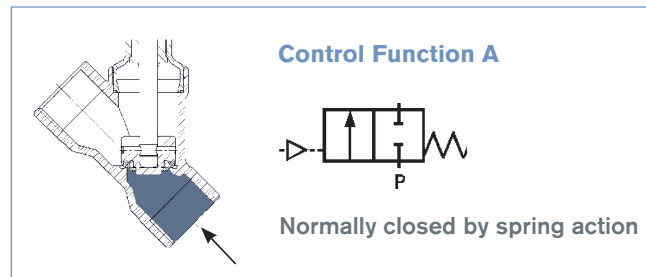 Control Function A
P
Normally closed by spring action